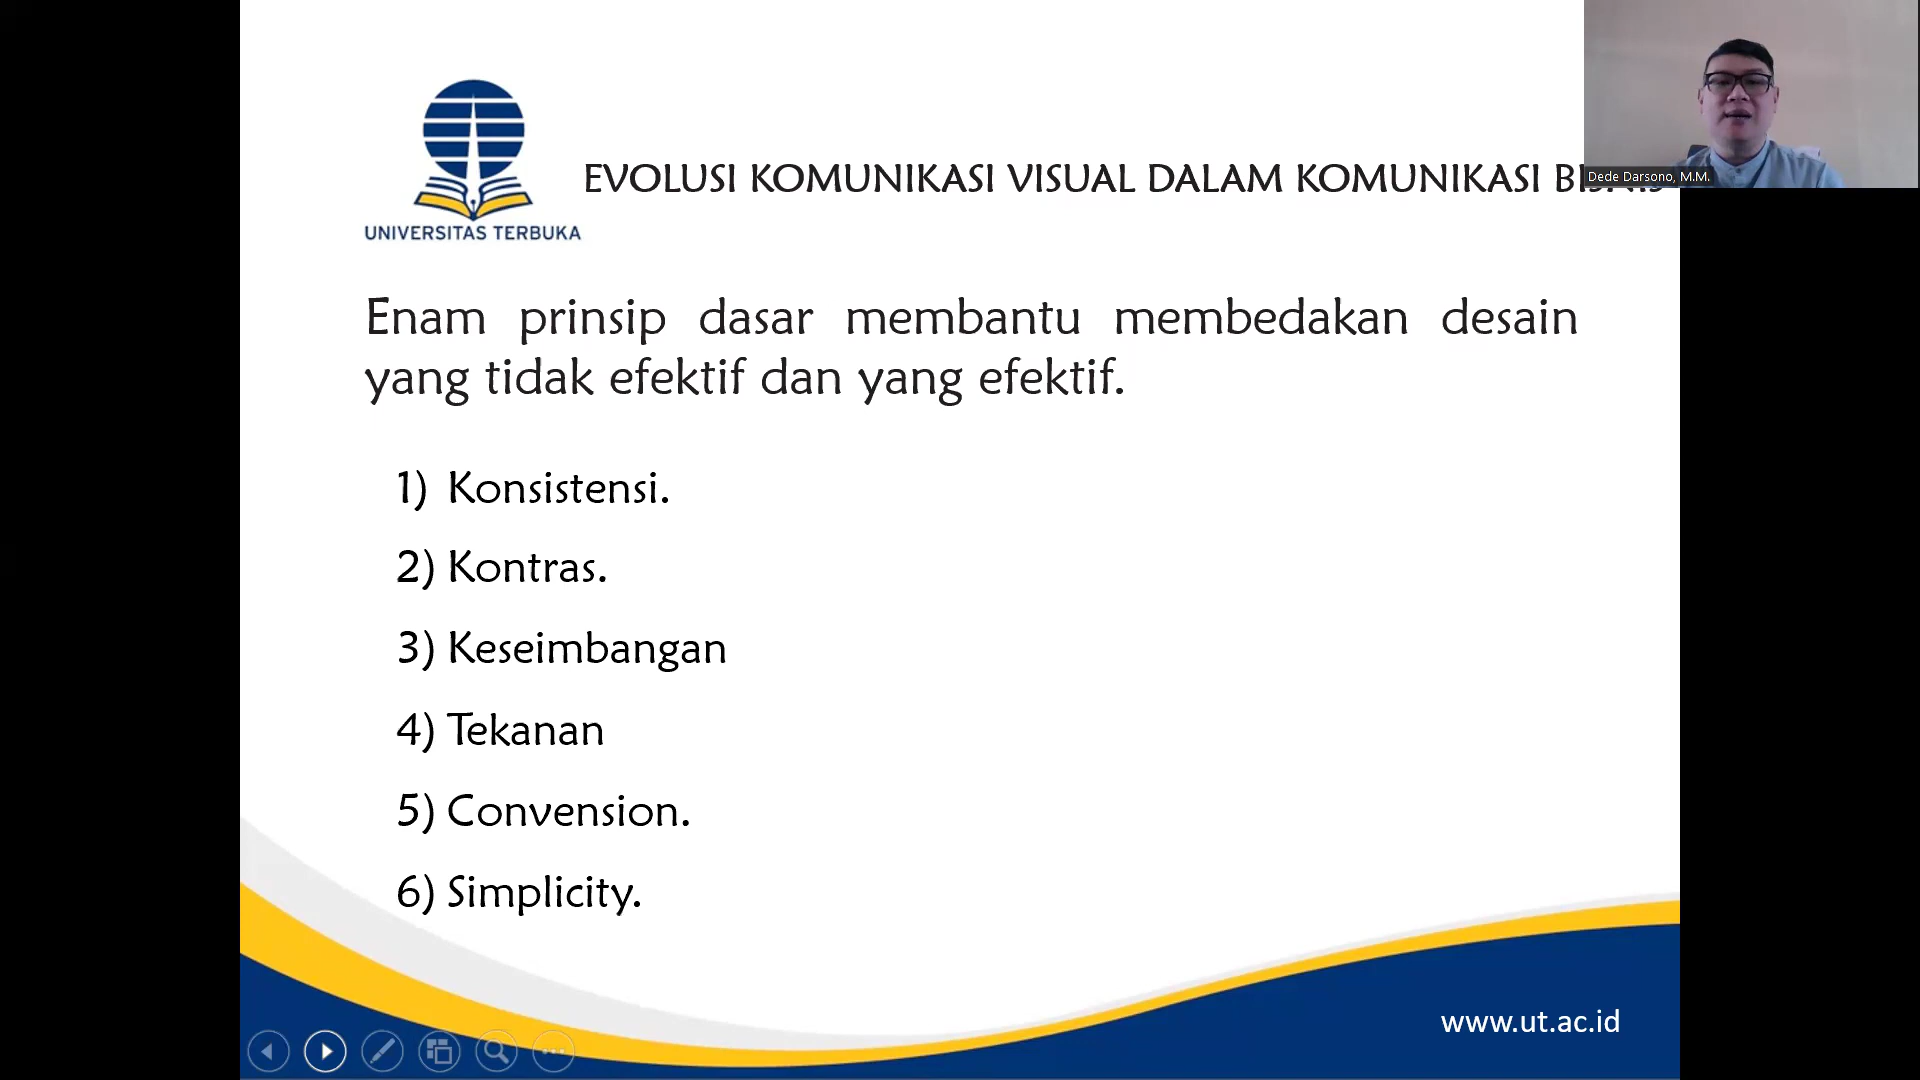 UNIVERSITAS TERBUKA
EVOLUSI KOMUNIKASI VISUAL DALAM KOMUNIKASI
Dede Darsono, M.M.
Enam prinsip dasar membantu membedakan desain
yang tidak efektif dan yang efektif.
1) Konsistensi.
2) Kontras.
3) Keseimbangan
4) Tekanan
5) Convension.
6) Simplicity.
www.ut.ac.id